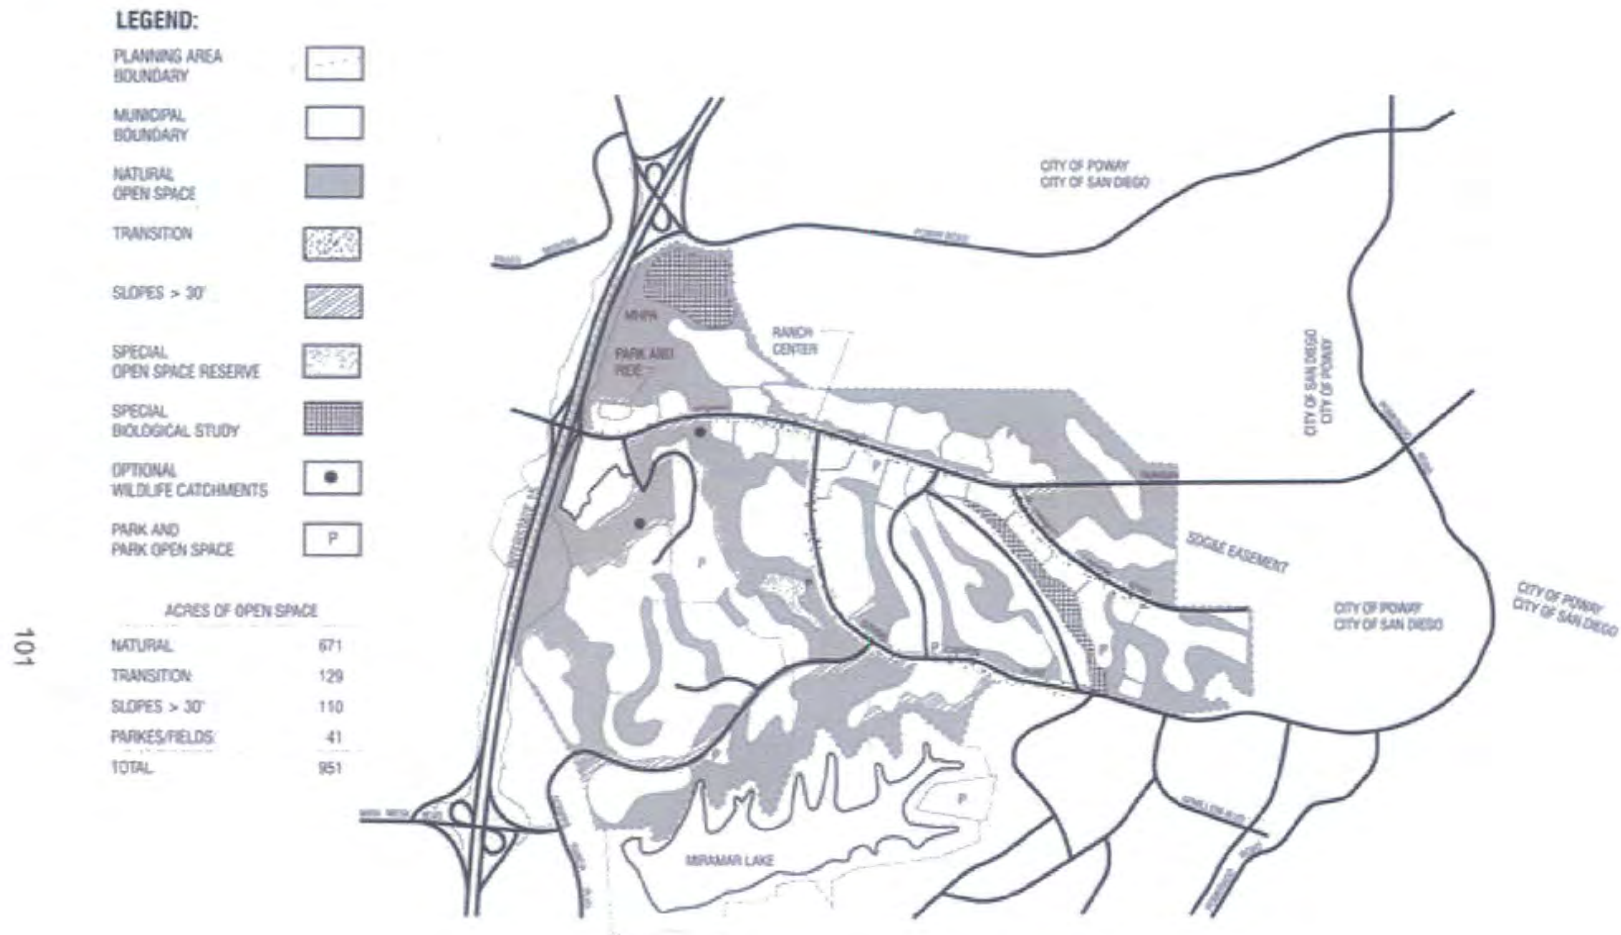 LEGEND:
PLANNING AREA
BOUNDARY
MUNICIPAL
BOUNDARY
NATURAL
OPEN SPACE
TRANSITION
SLOPES > 30'
SPECIAL
OPEN SPACE RESERVE
SPECIAL
BIOLOGICAL STUDY
OPTIONAL
WILDLIFE CATCHMENTS
PARK AND
PARK OPEN SPACE
P
ACRES OF OPEN SPACE
NATURAL 671
TRANSITION: 129
SLOPES > 30' 110
PARKES/FIELDS: 41
TOTAL 951
101
CITY OF POWAY
CITY OF SAN DIEGO
POWAY ROAD
MHPA
PARK AND
RIDE
RANCH
CENTER
CITY OF SAN DIEGO
CITY OF POWAY
SDG&E EASEMENT
CITY OF POWAY
CITY OF SAN DIEGO
CITY OF POWAY
CITY OF SAN DIEGO
P
P
P
P
P
P
MIRAMAR LAKE